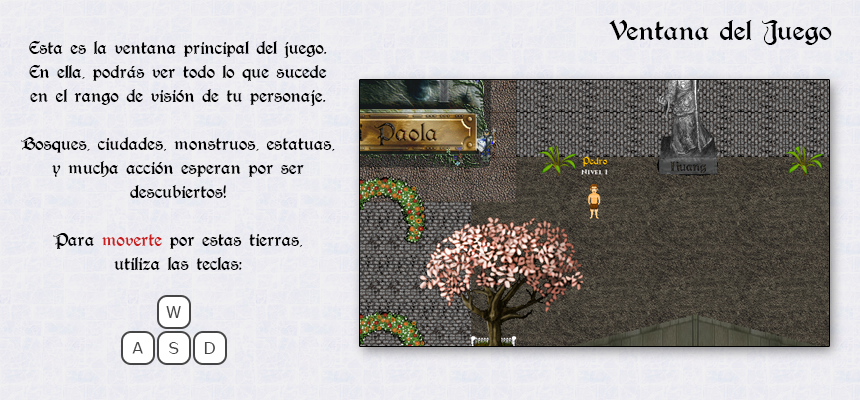 Ventana del Juego
Esta es la ventana principal del juego.
En ella, podrás ver todo lo que sucede
en el rango de visión de tu personaje.
Bosques, ciudades, monstruos, estatuas,
y mucha acción esperan por ser
descubiertos!
Para moverte por estas tierras,
utiliza las teclas:
W
A S D
Paola
Pedro
Nivel 1